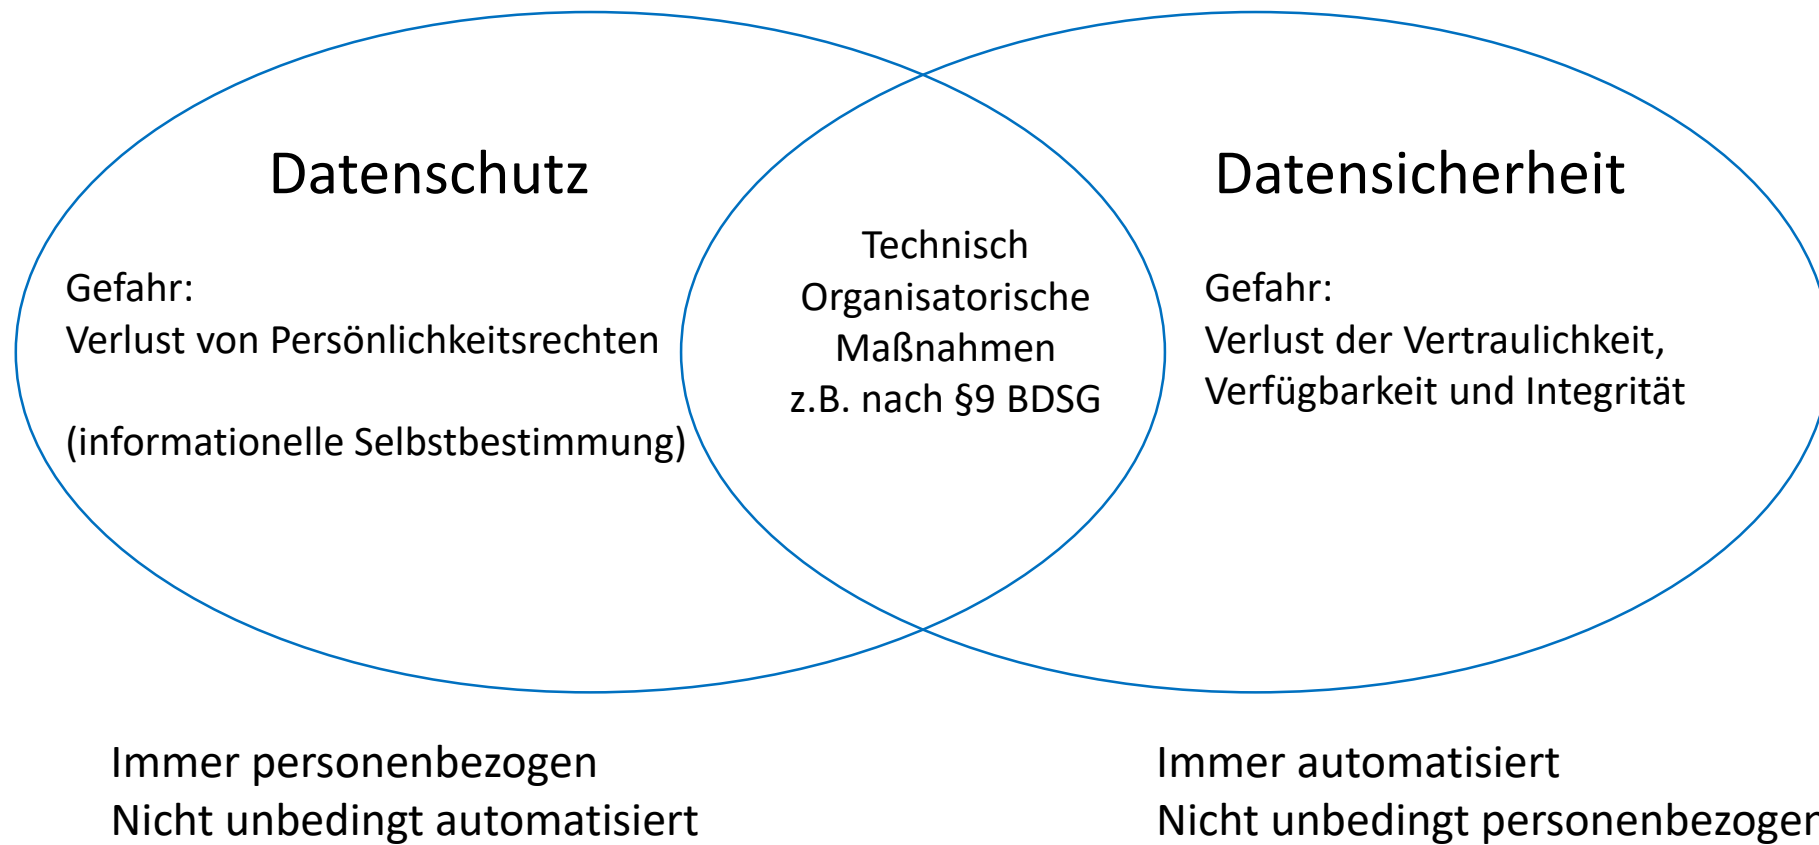 Datenschutz
Gefahr:
Verlust von Persönlichkeitsrechten
(informationelle Selbstbestimmung)
Technisch
Organisatorische
Maßnahmen
z.B. nach §9 BDSG
Datensicherheit
Gefahr:
Verlust der Vertraulichkeit,
Verfügbarkeit und Integrität
Immer personenbezogen
Nicht unbedingt automatisiert
Immer automatisiert
Nicht unbedingt personenbezogen